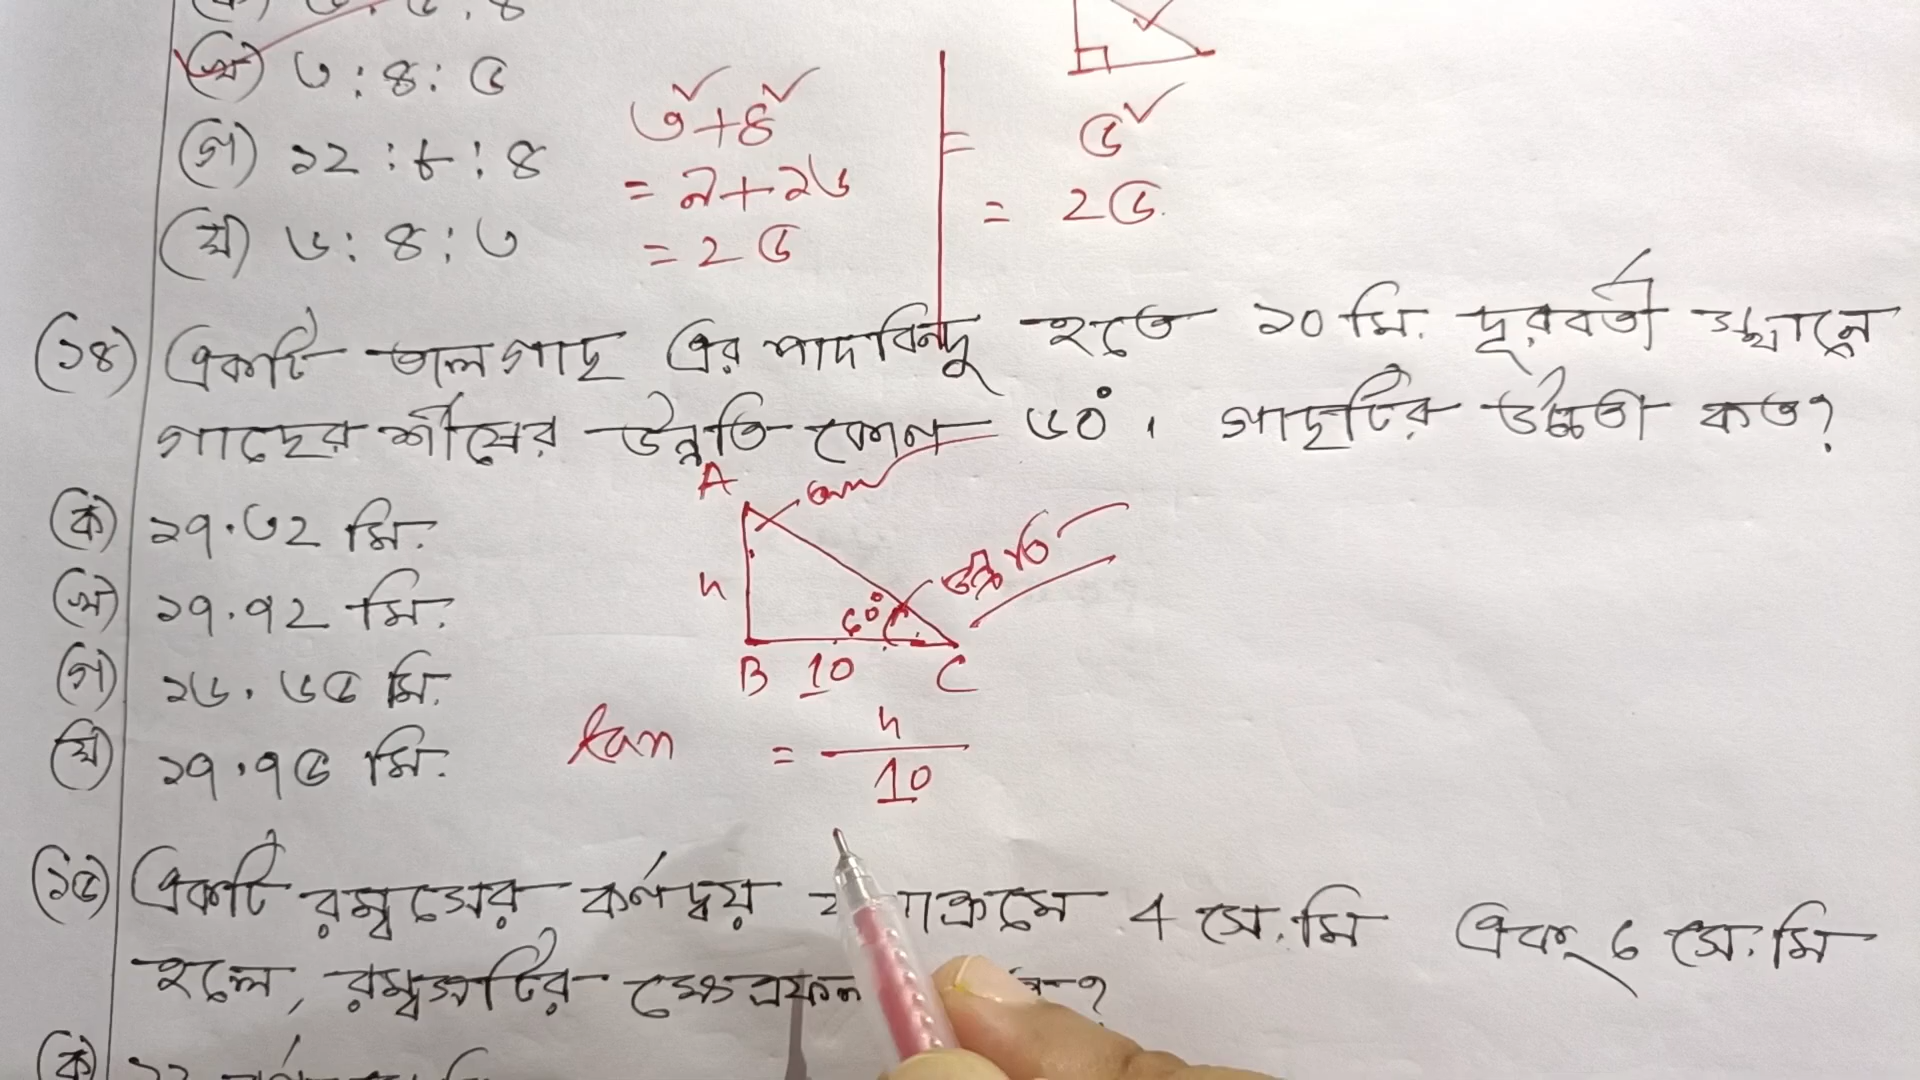 (খ) ৩ : ৪ : ৫
(গ) ১২ : ৮ : ৪
(ঘ) ৬ : ৪ : ৩
৩² + ৪² = ৫²
= ৯ + ১৬ = ২৫
= ২৫
(১৪) একটি তালগাছ এর পাদবিন্দু হতে ১০ মি. দূরবর্তী স্থানে
গাছের শীর্ষের উন্নতি কোন ৬০° । গাছটির উচ্চতা কত?
(ক) ১৭.৩২ মি.
(খ) ১৭.৭২ মি.
(গ) ১৬.৬৫ মি.
(ঘ) ১৭.৭৫ মি.
A
h 60° উন্নতি
B 10 C
tan = h/10
(১৫) একটি রম্বসের কর্ণদ্বয় 4 সে.মি এবং 6 সে.মি
হলে, রম্বসটির ক্ষেত্রফল
(ক)